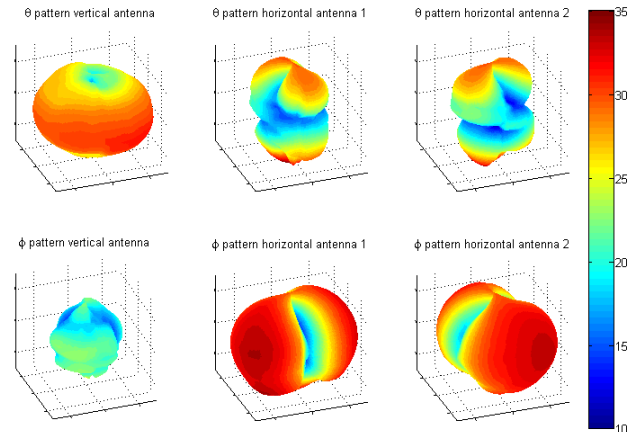 θ pattern vertical antenna
θ pattern horizontal antenna 1
θ pattern horizontal antenna 2
ϕ pattern vertical antenna
ϕ pattern horizontal antenna 1
ϕ pattern horizontal antenna 2
35
30
25
20
15
10